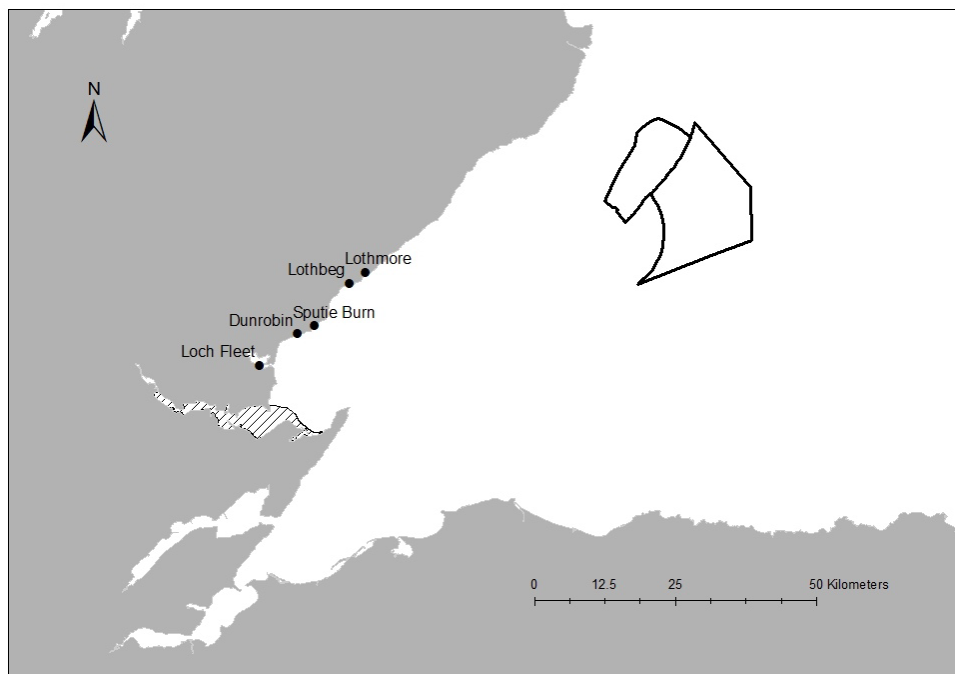 N
Lothmore
Lothbeg
Sputie Burn
Dunrobin
Loch Fleet
0 12.5 25 50 Kilometers